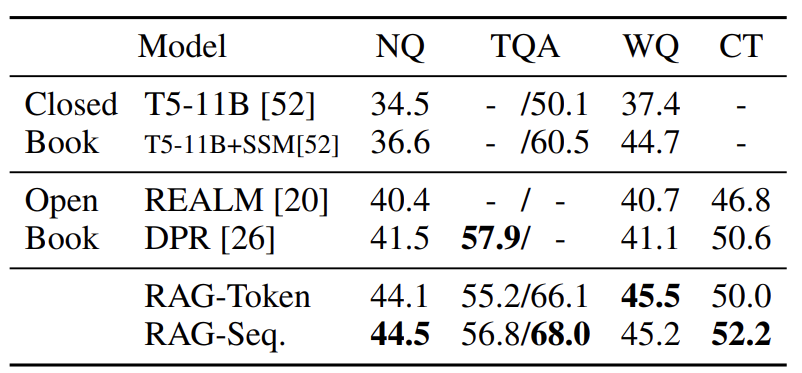 Model NQ TQA WQ CT
Closed T5-11B [52] 34.5 - /50.1 37.4 -
Book T5-11B+SSM[52] 36.6 - /60.5 44.7 -
Open REALM [20] 40.4 - / - 40.7 46.8
Book DPR [26] 41.5 57.9/ - 41.1 50.6
RAG-Token 44.1 55.2/66.1 45.5 50.0
RAG-Seq. 44.5 56.8/68.0 45.2 52.2